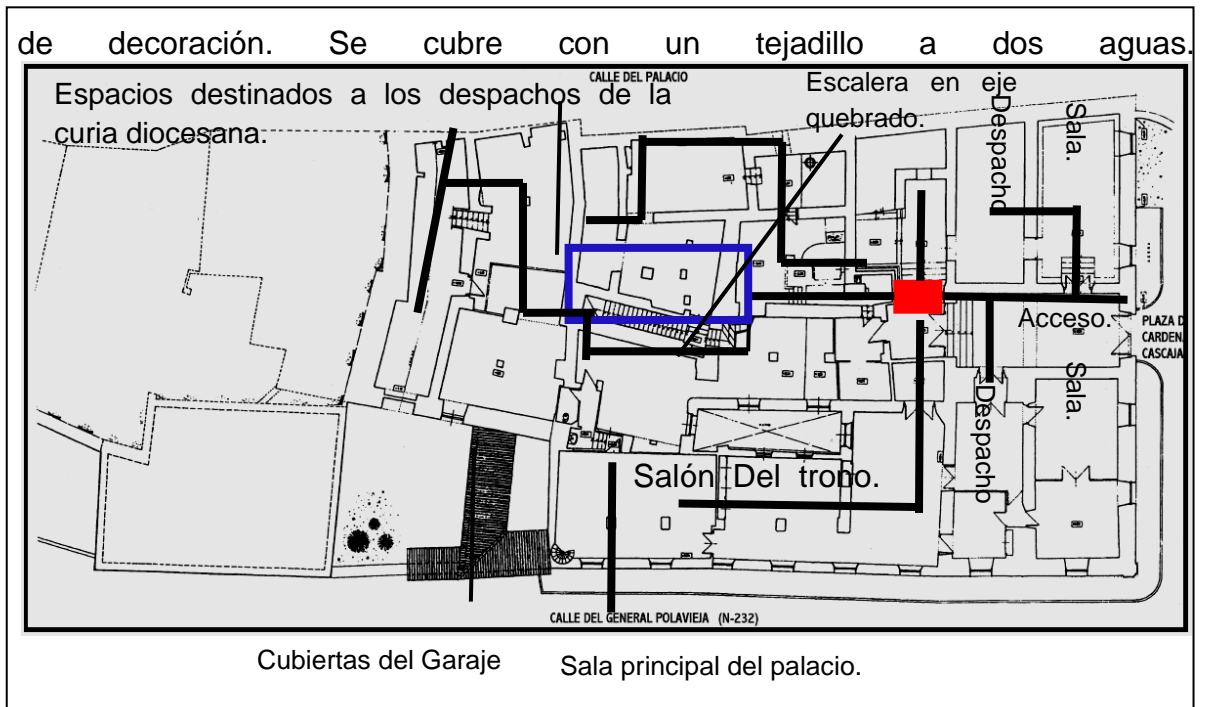 de decoración. Se cubre con un tejadillo a dos aguas.
CALLE DEL PALACIO
Espacios destinados a los despachos de la
curia diocesana.
Escalera en eje
quebrado.
Despacho
Sala.
Acceso.
PLAZA D
CARDENA
CASCAJA
Sala.
Despacho
Salón Del trono.
CALLE DEL GENERAL POLAVIEJA (N-232)
Cubiertas del Garaje
Sala principal del palacio.